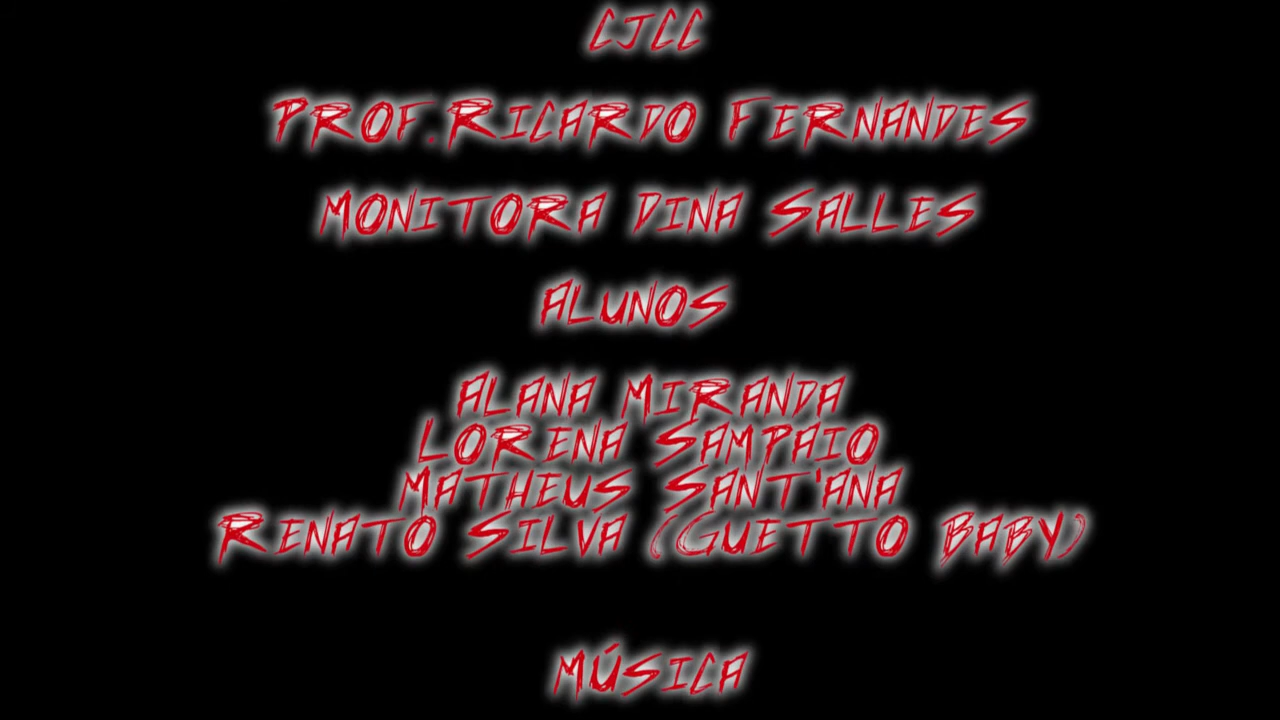 CJCC
PROF.RICARDO FERNANDES
MONITORA DINA SALLES
ALUNOS
ALANA MIRANDA
LORENA SAMPAIO
MATHEUS SANT'ANA
RENATO SILVA (GUETTO BABY)
MÚSICA